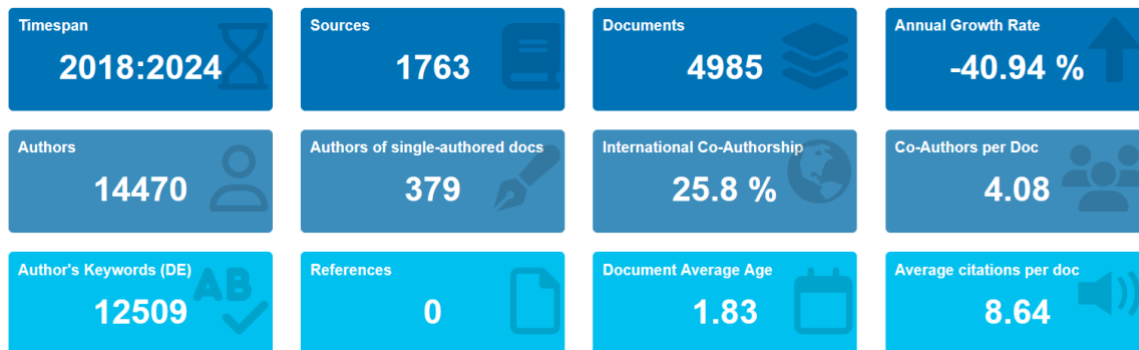 Timespan
2018:2024
Sources
1763
Documents
4985
Annual Growth Rate
-40.94 %
Authors
14470
Authors of single-authored docs
379
International Co-Authorship
25.8 %
Co-Authors per Doc
4.08
Author's Keywords (DE)
12509
AB
References
0
Document Average Age
1.83
Average citations per doc
8.64